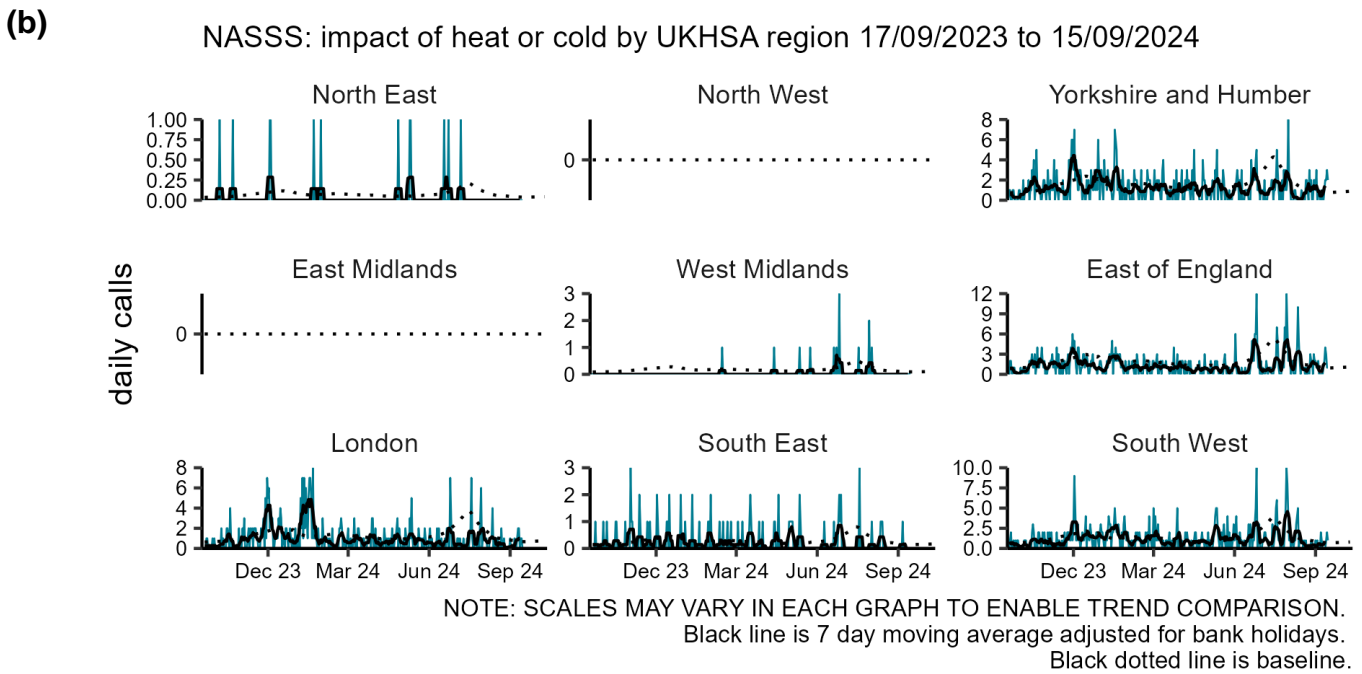 (b)
NASSS: impact of heat or cold by UKHSA region 17/09/2023 to 15/09/2024
North East
North West
Yorkshire and Humber
1.00
0.75
0.50
0.25
0.00
0
8
6
4
2
0
daily calls
East Midlands
West Midlands
East of England
0
3
2
1
0
12
9
6
3
0
London
South East
South West
8
6
4
2
0
3
2
1
0
10.0
7.5
5.0
2.5
0.0
Dec 23 Mar 24 Jun 24 Sep 24
Dec 23 Mar 24 Jun 24 Sep 24
Dec 23 Mar 24 Jun 24 Sep 24
NOTE: SCALES MAY VARY IN EACH GRAPH TO ENABLE TREND COMPARISON.
Black line is 7 day moving average adjusted for bank holidays.
Black dotted line is baseline.